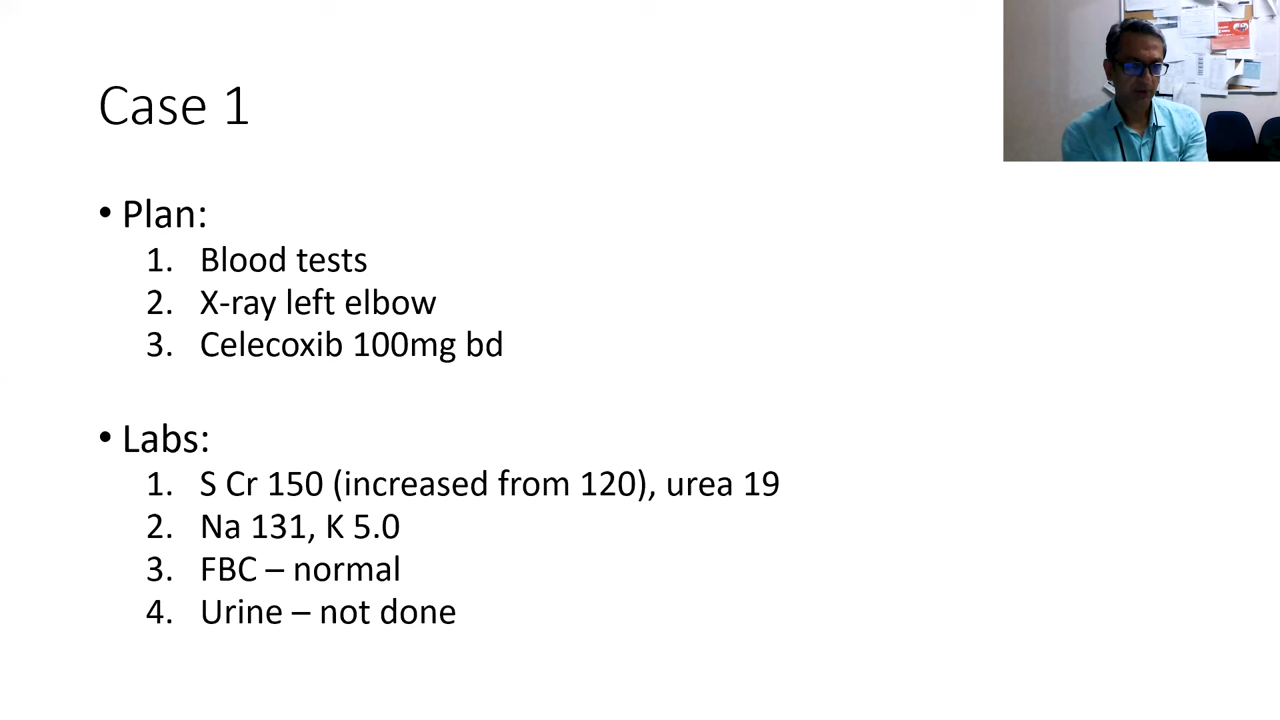 Case 1
• Plan:
1. Blood tests
2. X-ray left elbow
3. Celecoxib 100mg bd
• Labs:
1. S Cr 150 (increased from 120), urea 19
2. Na 131, K 5.0
3. FBC – normal
4. Urine – not done